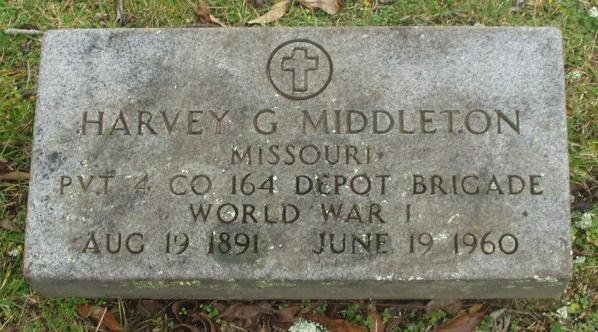 HARVEY G MIDDLETON
MISSOURI
PVT 4 CO 164 DEPOT BRIGADE
WORLD WAR I
AUG 19 1891 JUNE 19 1960